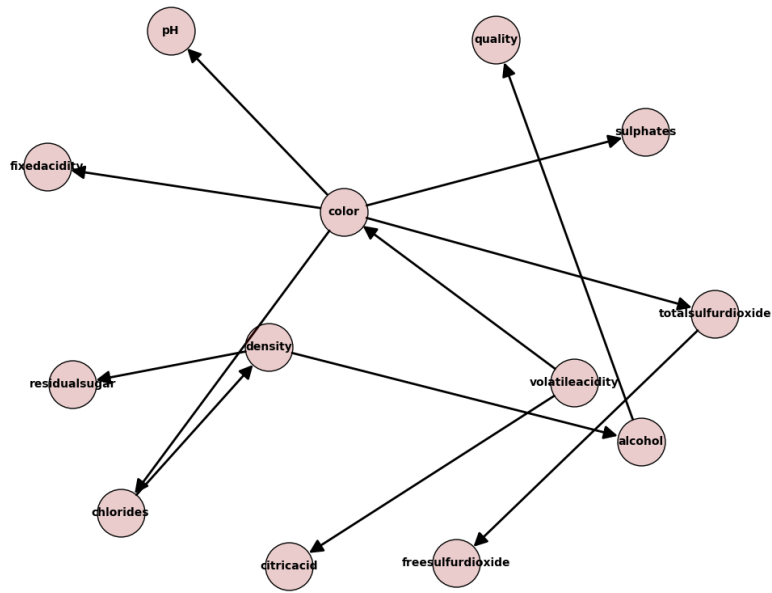 pH
quality
sulphates
fixedacidity
color
totalsulfurdioxide
density
residualsugar
volatileacidity
alcohol
chlorides
citricacid
freesulfurdioxide